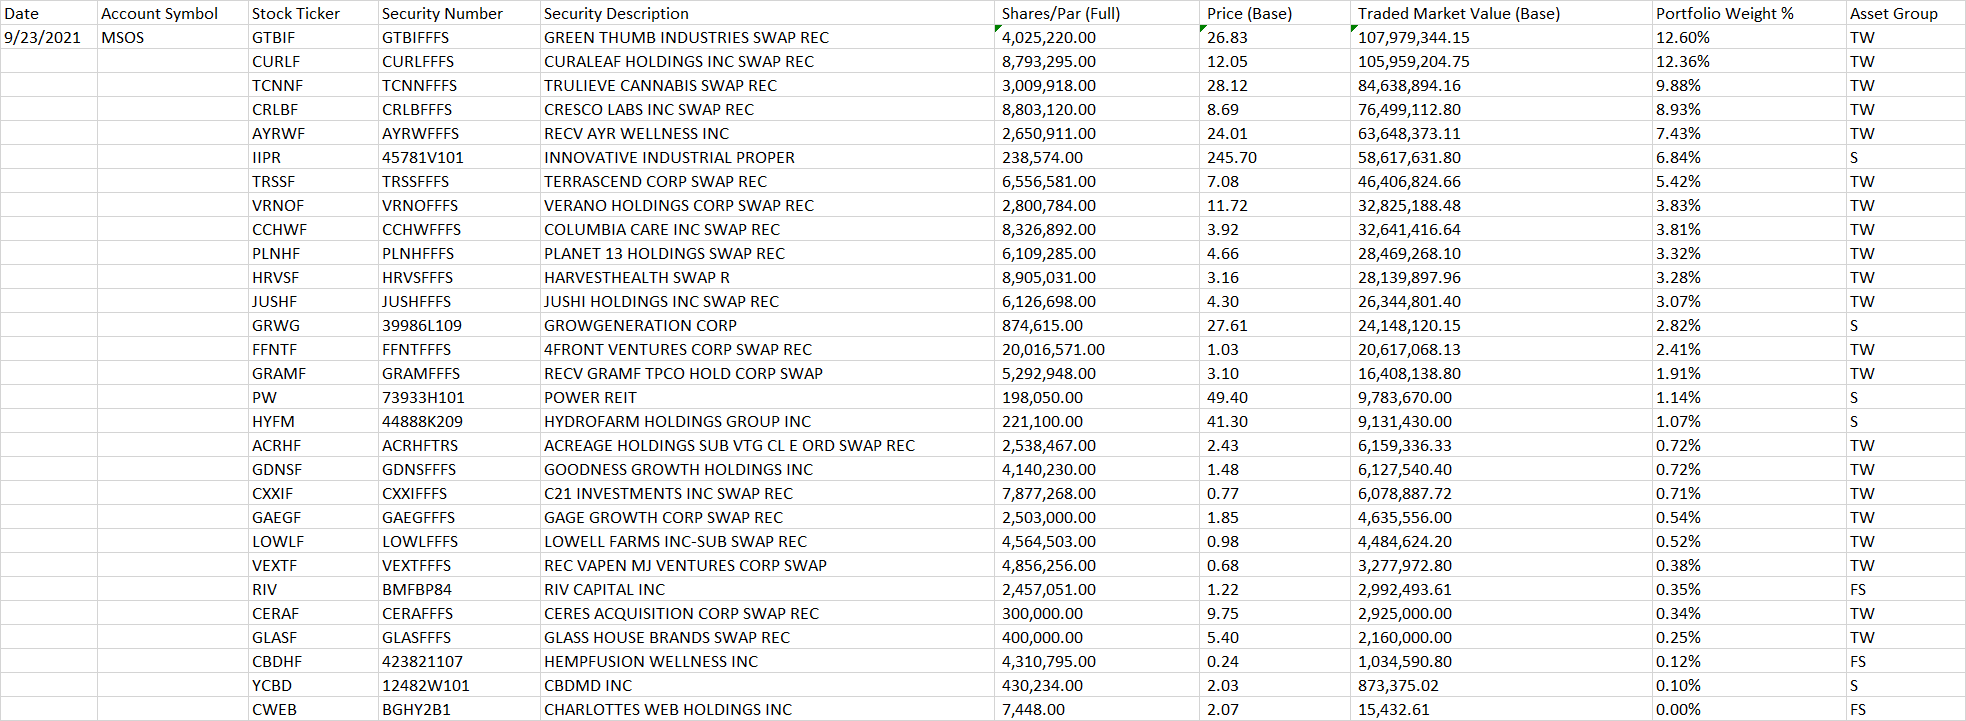 Date Account Symbol Stock Ticker Security Number Security Description Shares/Par (Full) Price (Base) Traded Market Value (Base) Portfolio Weight % Asset Group
9/23/2021 MSOS GTBIF GTBIFFFS GREEN THUMB INDUSTRIES SWAP REC 4,025,220.00 26.83 107,979,344.15 12.60% TW
CURLF CURLFFFS CURALEAF HOLDINGS INC SWAP REC 8,793,295.00 12.05 105,959,204.75 12.36% TW
TCNNF TCNNFFFS TRULIEVE CANNABIS SWAP REC 3,009,918.00 28.12 84,638,894.16 9.88% TW
CRLBF CRLBFFFS CRESCO LABS INC SWAP REC 8,803,120.00 8.69 76,499,112.80 8.93% TW
AYRWF AYRWFFFS RECV AYR WELLNESS INC 2,650,911.00 24.01 63,648,373.11 7.43% TW
IIPR 45781V101 INNOVATIVE INDUSTRIAL PROPER 238,574.00 245.70 58,617,631.80 6.84% S
TRSSF TRSSFFFS TERRASCEND CORP SWAP REC 6,556,581.00 7.08 46,406,824.66 5.42% TW
VRNOF VRNOFFFS VERANO HOLDINGS CORP SWAP REC 2,800,784.00 11.72 32,825,188.48 3.83% TW
CCHWF CCHWFFFS COLUMBIA CARE INC SWAP REC 8,326,892.00 3.92 32,641,416.64 3.81% TW
PLNHF PLNHFFFS PLANET 13 HOLDINGS SWAP REC 6,109,285.00 4.66 28,469,268.10 3.32% TW
HRVSF HRVSFFFS HARVESTHEALTH SWAP R 8,905,031.00 3.16 28,139,897.96 3.28% TW
JUSHF JUSHFFFS JUSHI HOLDINGS INC SWAP REC 6,126,698.00 4.30 26,344,801.40 3.07% TW
GRWG 39986L109 GROWGENERATION CORP 874,615.00 27.61 24,148,120.15 2.82% S
FFNTF FFNTFFFS 4FRONT VENTURES CORP SWAP REC 20,016,571.00 1.03 20,617,068.13 2.41% TW
GRAMF GRAMFFFS RECV GRAMF TPCO HOLD CORP SWAP 5,292,948.00 3.10 16,408,138.80 1.91% TW
PW 73933H101 POWER REIT 198,050.00 49.40 9,783,670.00 1.14% S
HYFM 44888K209 HYDROFARM HOLDINGS GROUP INC 221,100.00 41.30 9,131,430.00 1.07% S
ACRHF ACRHFTRS ACREAGE HOLDINGS SUB VTG CL E ORD SWAP REC 2,538,467.00 2.43 6,159,336.33 0.72% TW
GDNSF GDNSFFFS GOODNESS GROWTH HOLDINGS INC 4,140,230.00 1.48 6,127,540.40 0.72% TW
CXXIF CXXIFFFS C21 INVESTMENTS INC SWAP REC 7,877,268.00 0.77 6,078,887.72 0.71% TW
GAEGF GAEGFFFS GAGE GROWTH CORP SWAP REC 2,503,000.00 1.85 4,635,556.00 0.54% TW
LOWLF LOWLFFFS LOWELL FARMS INC-SUB SWAP REC 4,564,503.00 0.98 4,484,624.20 0.52% TW
VEXTF VEXTFFFS REC VAPEN MJ VENTURES CORP SWAP 4,856,256.00 0.68 3,277,972.80 0.38% TW
RIV BMFBP84 RIV CAPITAL INC 2,457,051.00 1.22 2,992,493.61 0.35% FS
CERAF CERAFFFS CERES ACQUISITION CORP SWAP REC 300,000.00 9.75 2,925,000.00 0.34% TW
GLASF GLASFFFS GLASS HOUSE BRANDS SWAP REC 400,000.00 5.40 2,160,000.00 0.25% TW
CBDHF 423821107 HEMPFUSION WELLNESS INC 4,310,795.00 0.24 1,034,590.80 0.12% FS
YCBD 12482W101 CBDMD INC 430,234.00 2.03 873,375.02 0.10% S
CWEB BGHY2B1 CHARLOTTES WEB HOLDINGS INC 7,448.00 2.07 15,432.61 0.00% FS